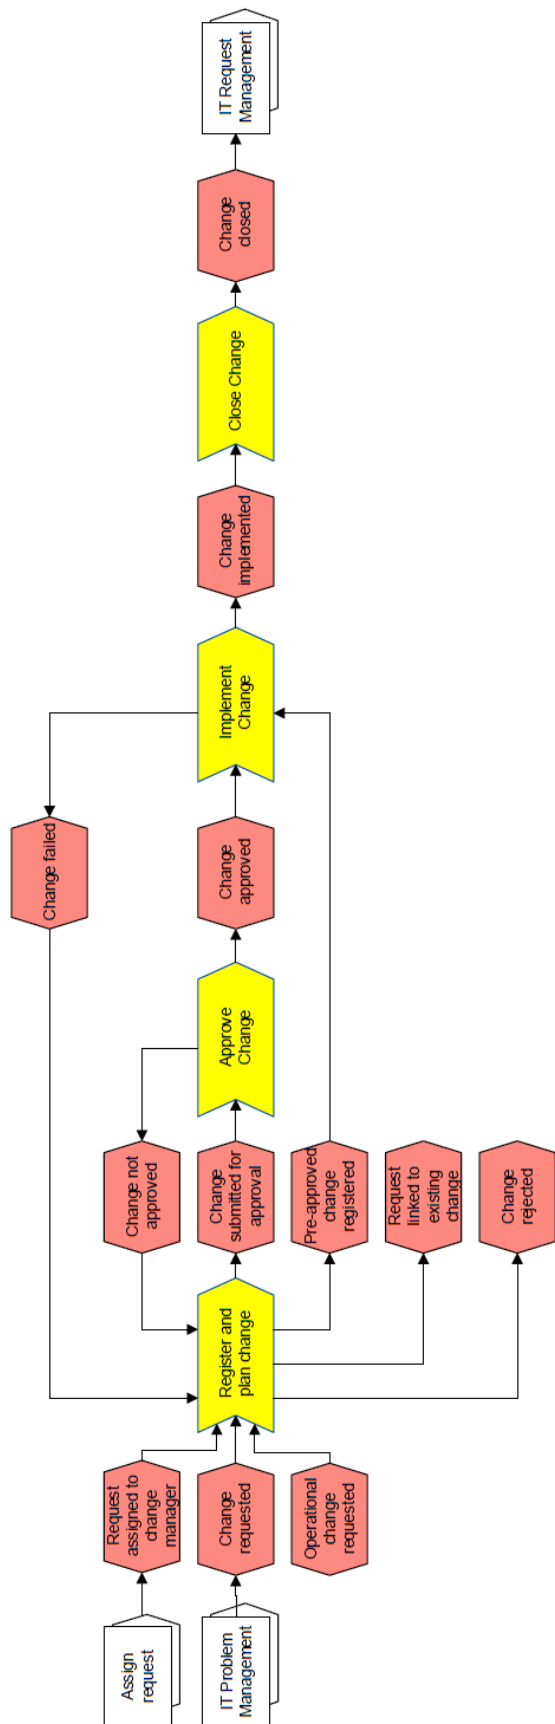 Assign
request
IT Problem
Management
Request
assigned to
change
manager
Change
requested
Operational
change
requested
Register and
plan change
Change failed
Change not
approved
Change
submitted for
approval
Pre-approved
change
registered
Request
linked to
existing
change
Change
rejected
Approve
Change
Change
approved
Implement
Change
Change
implemented
Close Change
Change
closed
IT Request
Management